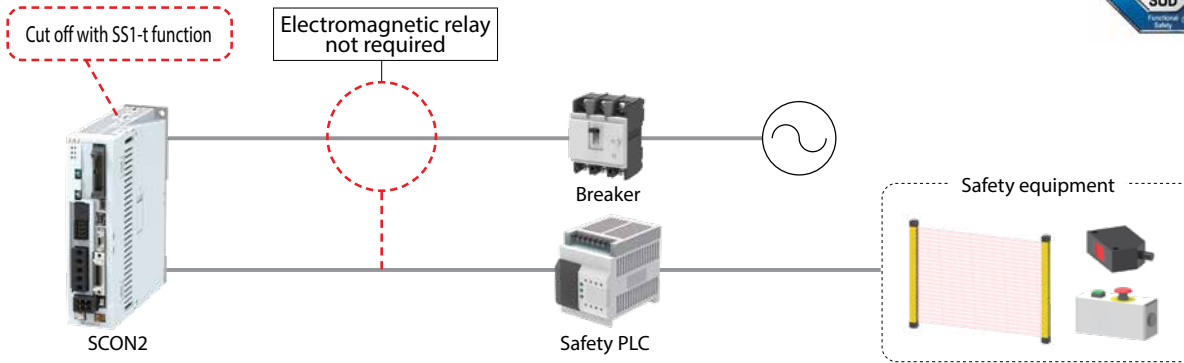 SUD
Functional
Safety
Cut off with SS1-t function
Electromagnetic relay
not required
Breaker
Safety equipment
SCON2
Safety PLC